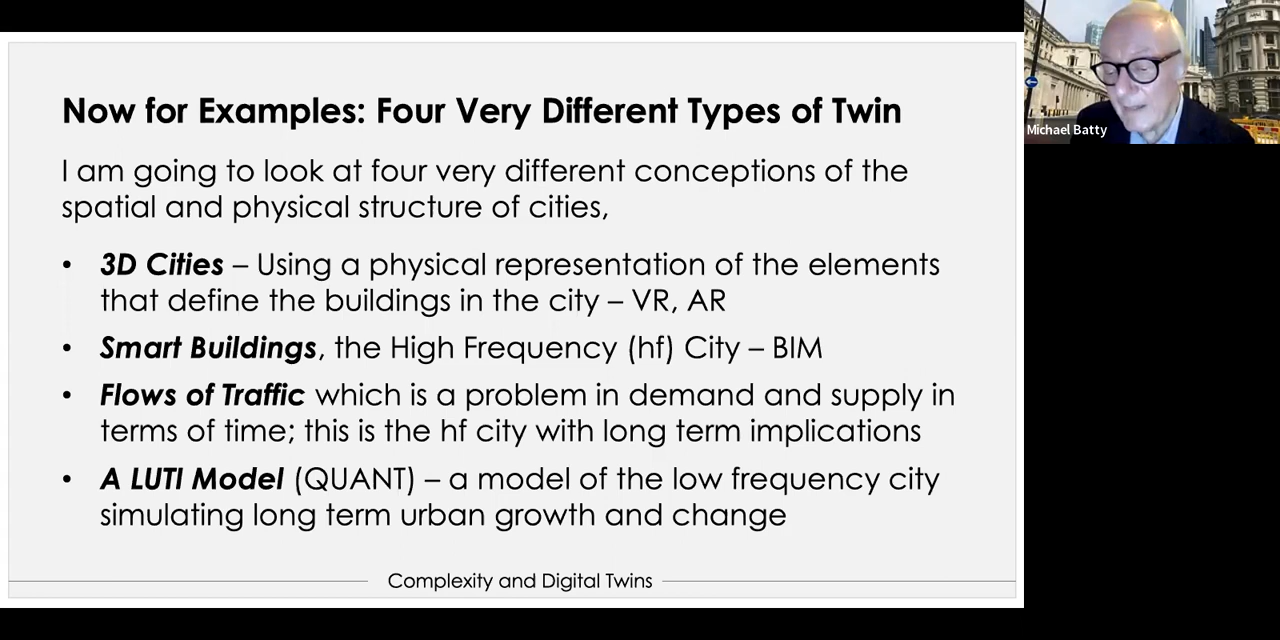 Now for Examples: Four Very Different Types of Twin
I am going to look at four very different conceptions of the
spatial and physical structure of cities,
• 3D Cities – Using a physical representation of the elements
that define the buildings in the city – VR, AR
• Smart Buildings, the High Frequency (hf) City – BIM
• Flows of Traffic which is a problem in demand and supply in
terms of time; this is the hf city with long term implications
• A LUTI Model (QUANT) – a model of the low frequency city
simulating long term urban growth and change
Complexity and Digital Twins
Michael Batty